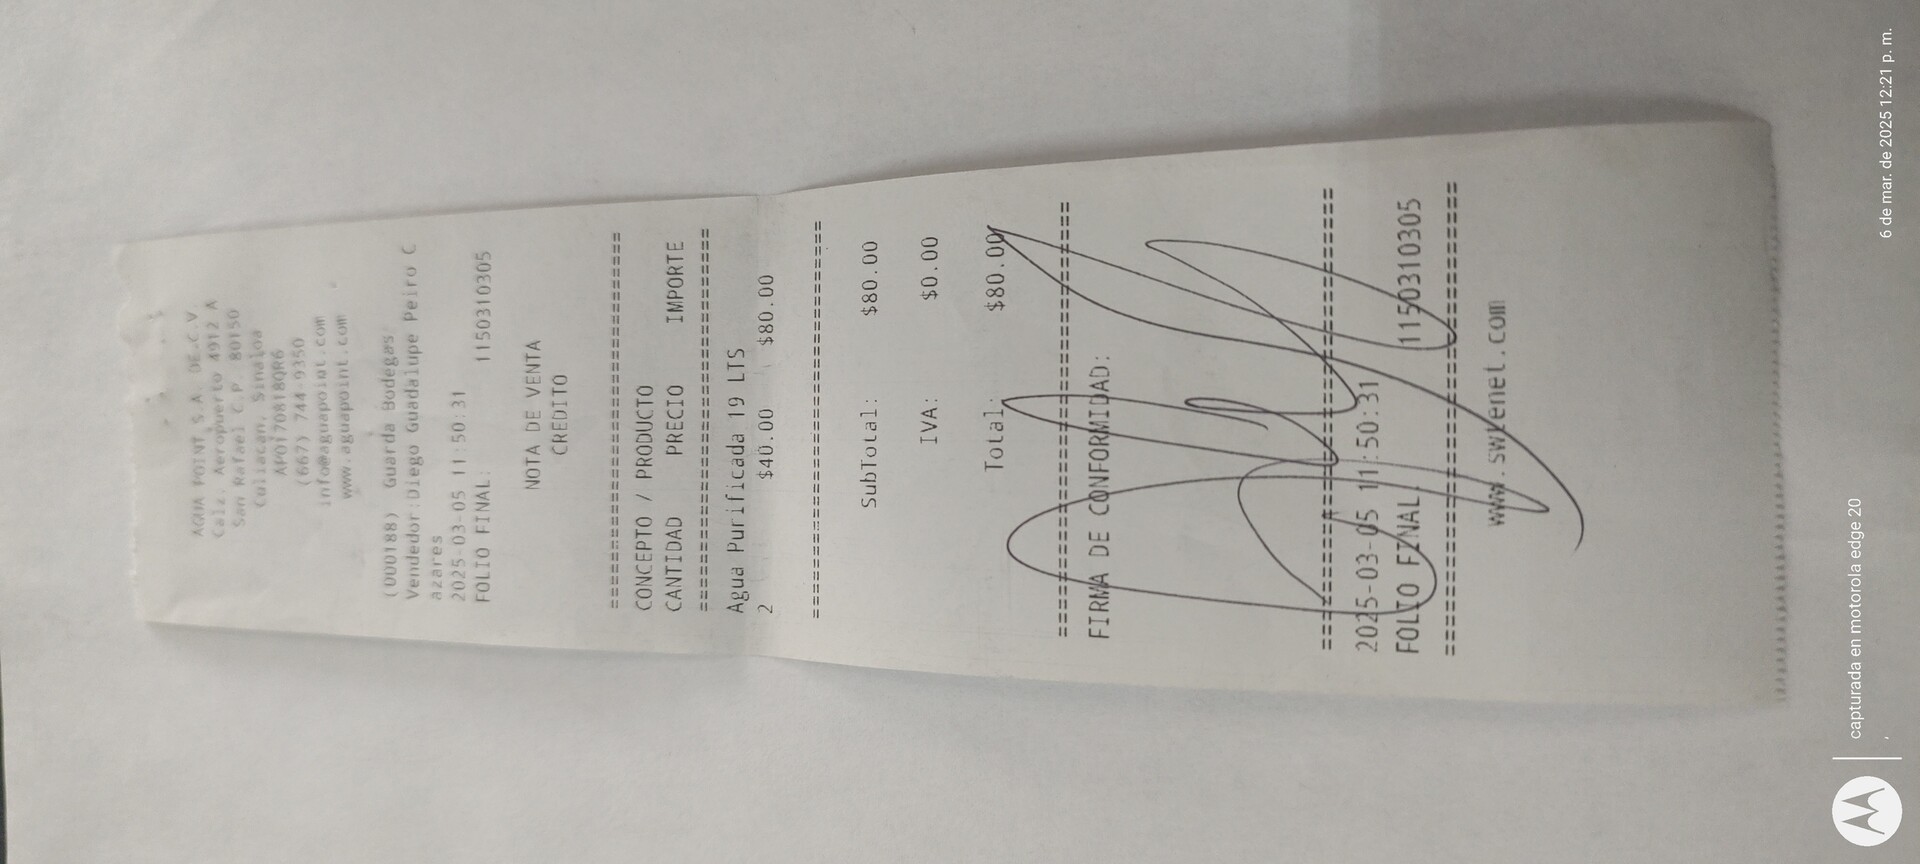 AGUA POINT S.A. DE C.V.
Calz. Aeropuerto 4912 A
San Rafael C.P. 80150
Culiacan, Sinaloa
APO170818QR6
(667) 744-9350
info@aguapoint.com
www.aguapoint.com
(000188) Guarda Bodegas
Vendedor:Diego Guadalupe Peiro C
azares
2025-03-05 11:50:31
FOLIO FINAL: 1150310305
NOTA DE VENTA
CREDITO
================================
CONCEPTO / PRODUCTO
CANTIDAD PRECIO IMPORTE
================================
Agua Purificada 19 LTS
2 $40.00 $80.00
================================
SubTotal: $80.00
IVA: $0.00
Total: $80.00
================================
FIRMA DE CONFORMIDAD:
================================
2025-03-05 11:50:31
FOLIO FINAL: 1150310305
================================
www.switenet.com
capturada en motorola edge 20
6 de mar. de 2025 12:21 p. m.